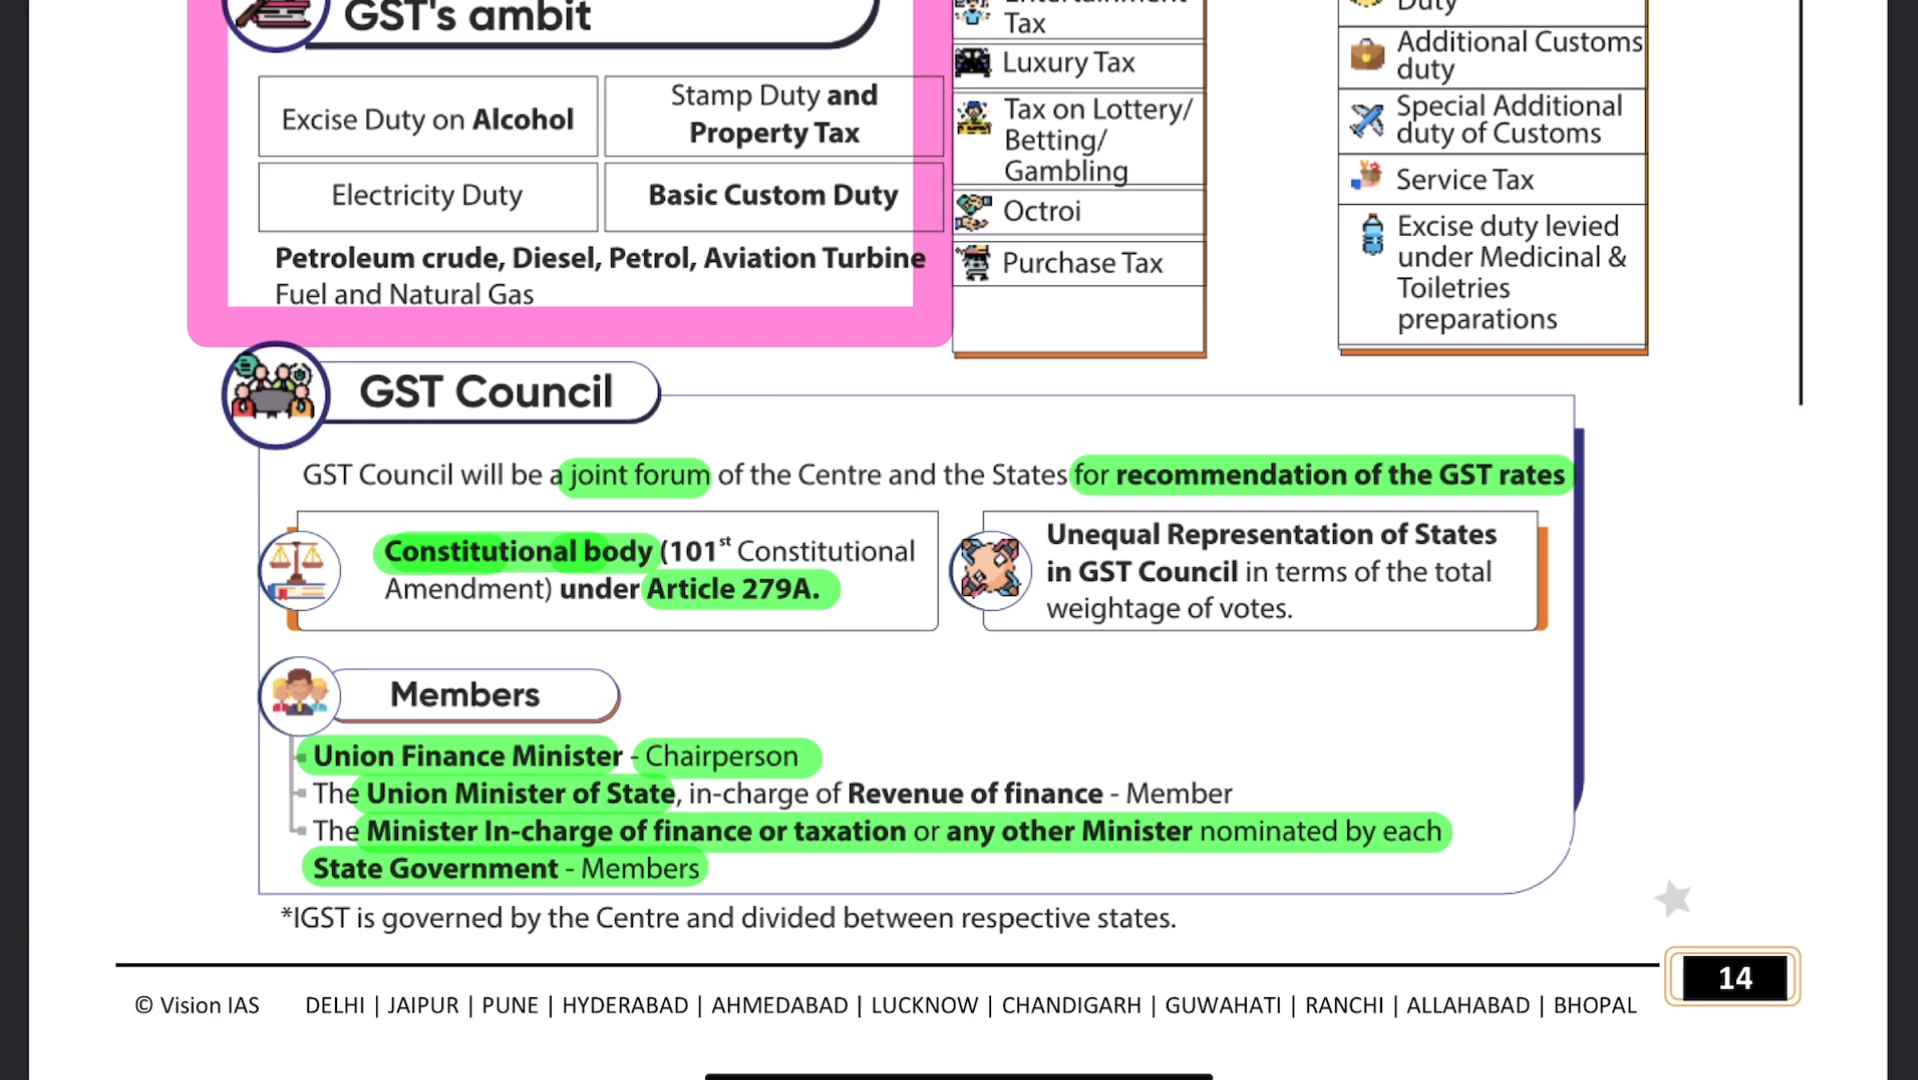 GST's ambit
Excise Duty on Alcohol
Stamp Duty and
Property Tax
Electricity Duty
Basic Custom Duty
Petroleum crude, Diesel, Petrol, Aviation Turbine
Fuel and Natural Gas
Entertainment
Tax
Luxury Tax
Tax on Lottery/
Betting/
Gambling
Octroi
Purchase Tax
Duty
Additional Customs
duty
Special Additional
duty of Customs
Service Tax
Excise duty levied
under Medicinal &
Toiletries
preparations
GST Council
GST Council will be a joint forum of the Centre and the States for recommendation of the GST rates
Constitutional body (101st Constitutional
Amendment) under Article 279A.
Unequal Representation of States
in GST Council in terms of the total
weightage of votes.
Members
Union Finance Minister - Chairperson
The Union Minister of State, in-charge of Revenue of finance - Member
The Minister In-charge of finance or taxation or any other Minister nominated by each
State Government - Members
*IGST is governed by the Centre and divided between respective states.
14
© Vision IAS DELHI | JAIPUR | PUNE | HYDERABAD | AHMEDABAD | LUCKNOW | CHANDIGARH | GUWAHATI | RANCHI | ALLAHABAD | BHOPAL